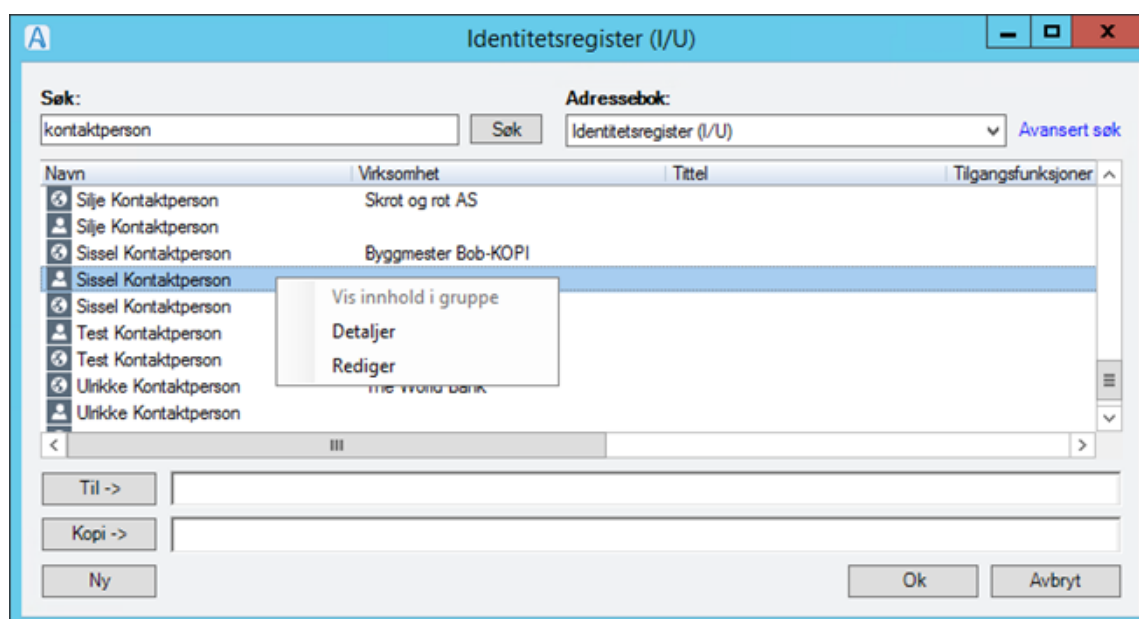 Identitetsregister (I/U)
Søk:
Adressebok:
kontaktperson
Søk
Identitetsregister (I/U)
Avansert søk
Navn Virksomhet Tittel Tilgangsfunksjoner
Silje Kontaktperson Skrot og rot AS
Silje Kontaktperson
Sissel Kontaktperson Byggmester Bob-KOPI
Sissel Kontaktperson
Vis innhold i gruppe
Sissel Kontaktperson
Test Kontaktperson
Detaljer
Test Kontaktperson
Rediger
Ulrikke Kontaktperson The World Bank
Ulrikke Kontaktperson
Til ->
Kopi ->
Ny
Ok
Avbryt